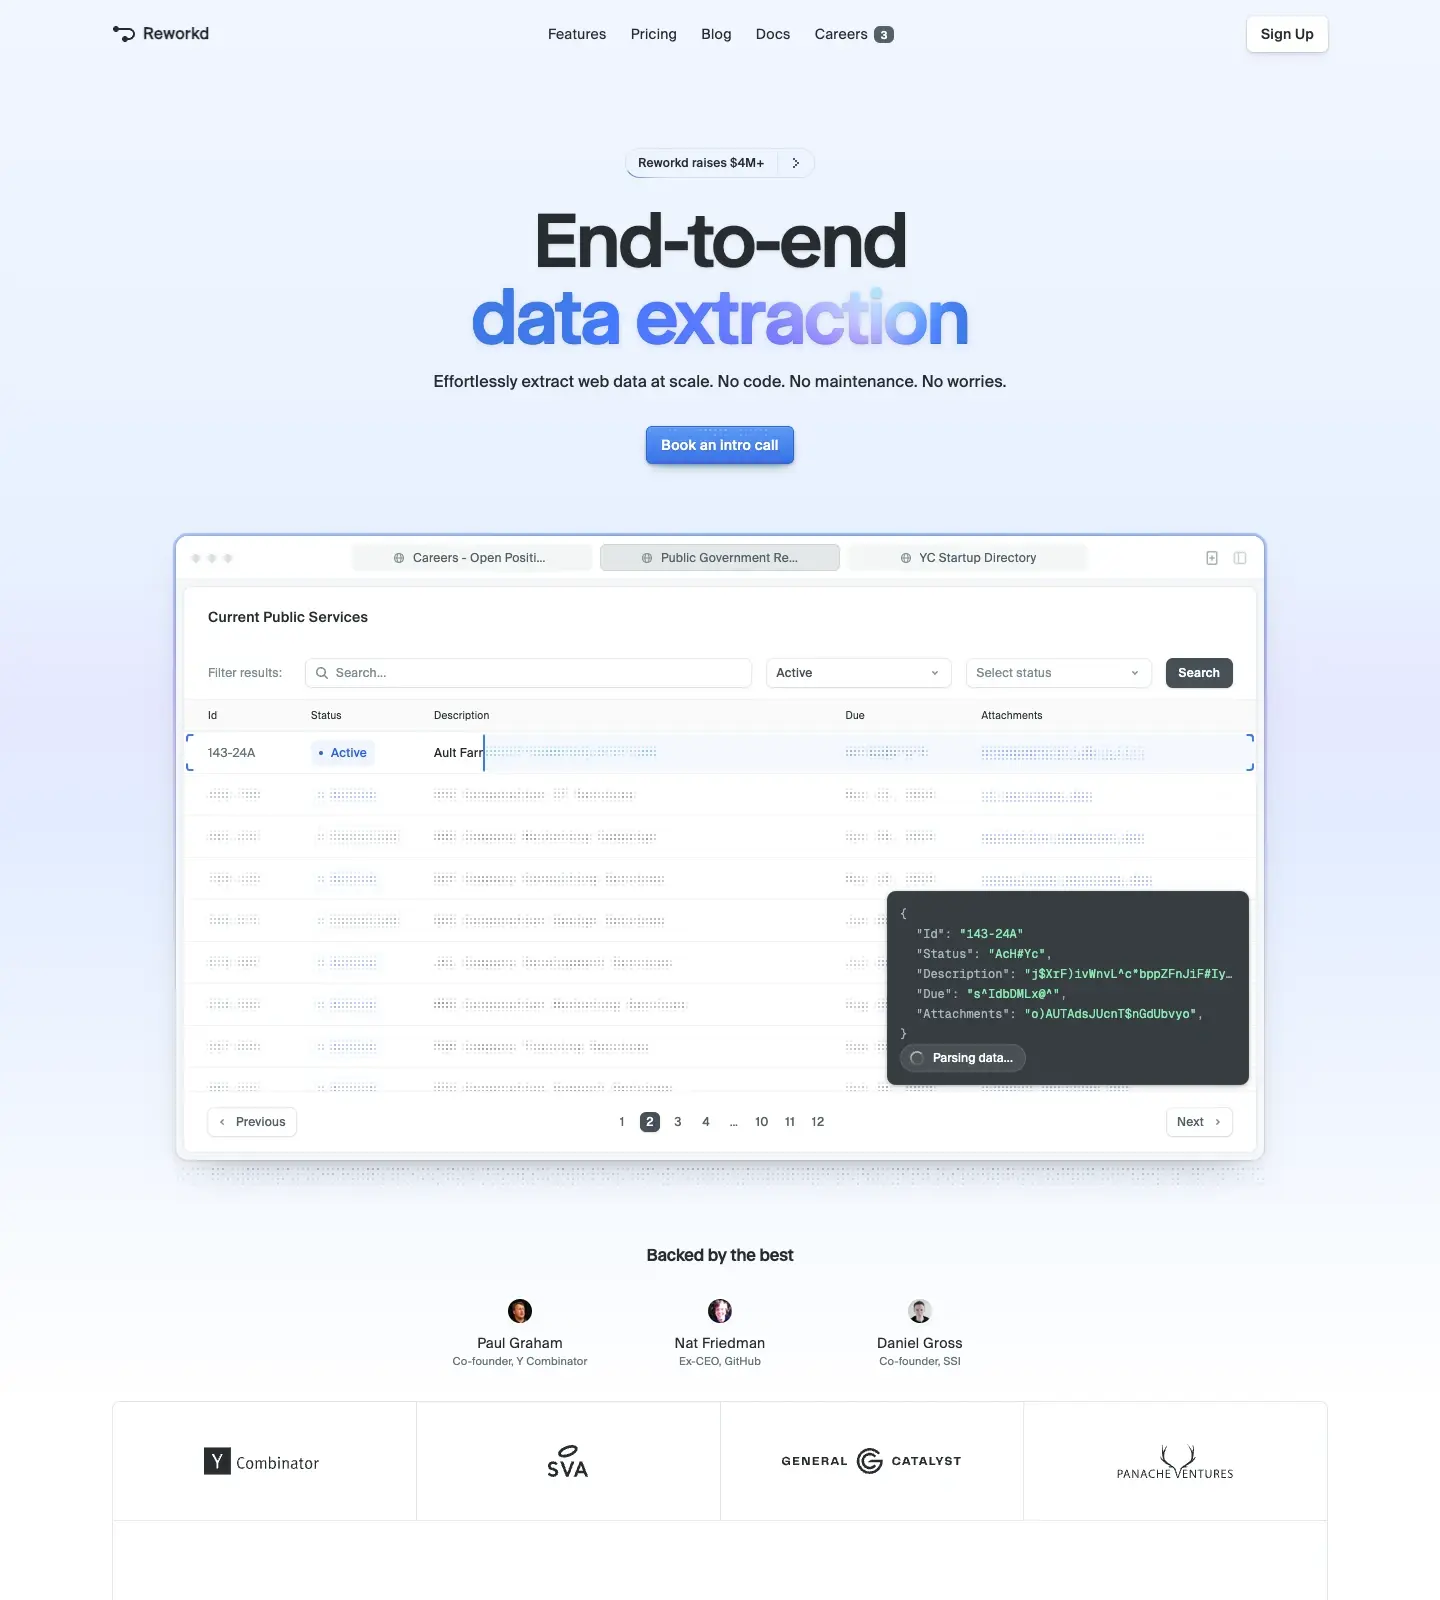 Reworkd
Features Pricing Blog Docs Careers 3
Sign Up
Reworkd raises $4M+
End-to-end
data extraction
Effortlessly extract web data at scale. No code. No maintenance. No worries.
Book an intro call
Careers - Open Positi... Public Government Re... YC Startup Directory
Current Public Services
Filter results: Search... Active Select status Search
Id Status Description Due Attachments
143-24A Active Ault Farr
{
"Id": "143-24A"
"Status": "AcH#Yc",
"Description": "j$XrF)ivWnvL^c*bppZFnJiF#Iy…
"Due": "s^IdbDMLx@^",
"Attachments": "o)AUTAdsJUcnT$nGdUbvyo",
}
Parsing data...
Previous 1 2 3 4 ... 10 11 12 Next
Backed by the best
Paul Graham Nat Friedman Daniel Gross
Co-founder, Y Combinator Ex-CEO, GitHub Co-founder, SSI
Y Combinator SVA GENERAL CATALYST PANACHE VENTURES